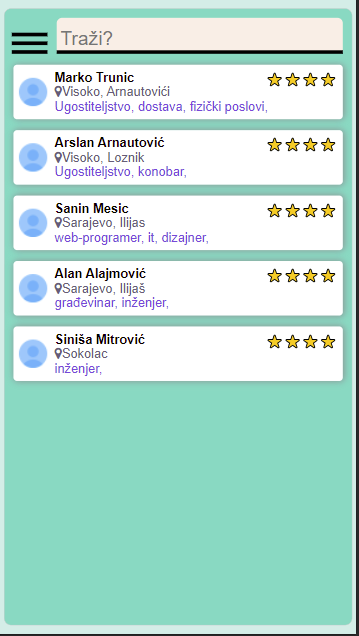 Traži?
Marko Trunic
Visoko, Arnautovići
Ugostiteljstvo, dostava, fizički poslovi,
Arslan Arnautović
Visoko, Loznik
Ugostiteljstvo, konobar,
Sanin Mesic
Sarajevo, Ilijas
web-programer, it, dizajner,
Alan Alajmović
Sarajevo, Ilijaš
građevinar, inženjer,
Siniša Mitrović
Sokolac
inženjer,